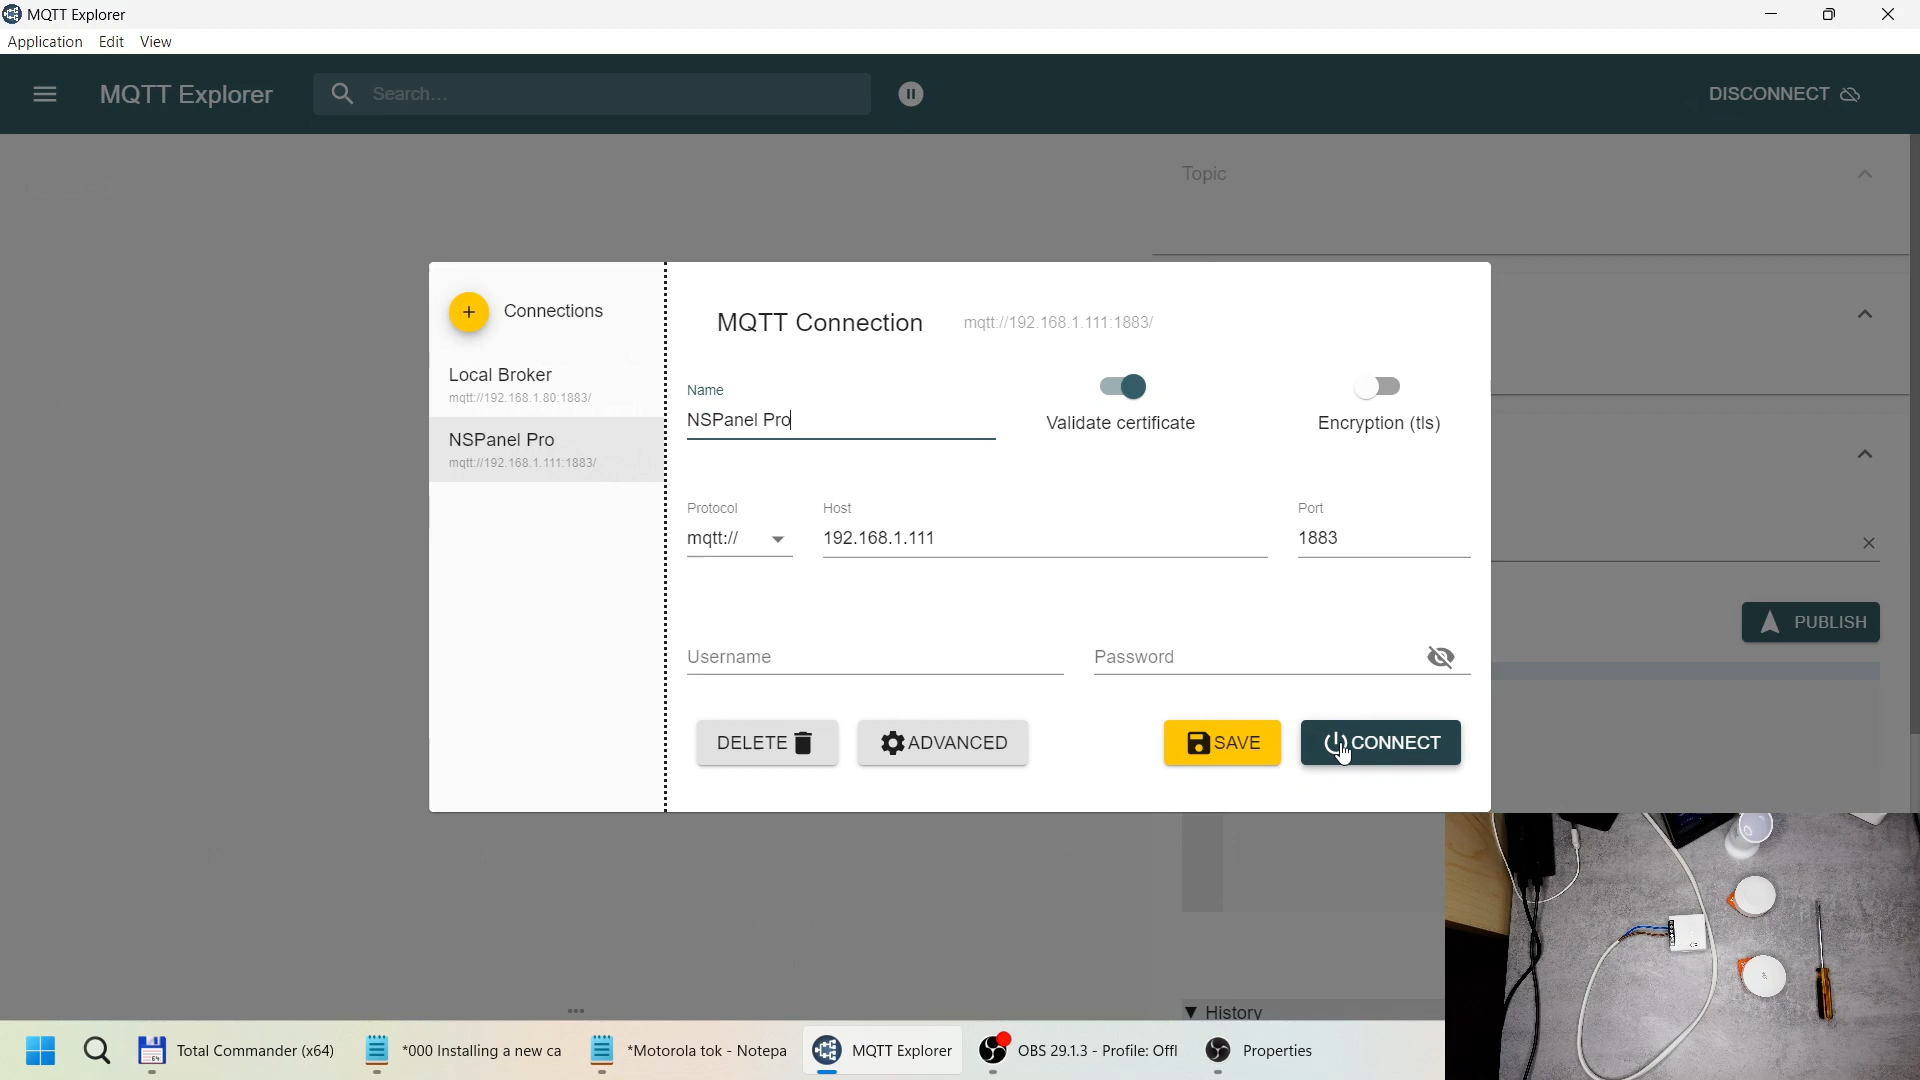 MQTT Explorer
Application Edit View
MQTT Explorer
Search...
DISCONNECT
Topic
+ Connections
MQTT Connection
mqtt://192.168.1.111:1883/
Local Broker
mqtt://192.168.1.80:1883/
NSPanel Pro
mqtt://192.168.1.111:1883/
Name
NSPanel Pro
Validate certificate
Encryption (tls)
Protocol
mqtt://
Host
192.168.1.111
Port
1883
PUBLISH
Username
Password
DELETE
ADVANCED
SAVE
CONNECT
▼ History
Total Commander (x64)
*000 Installing a new ca
*Motorola tok - Notepa
MQTT Explorer
OBS 29.1.3 - Profile: Offl
Properties